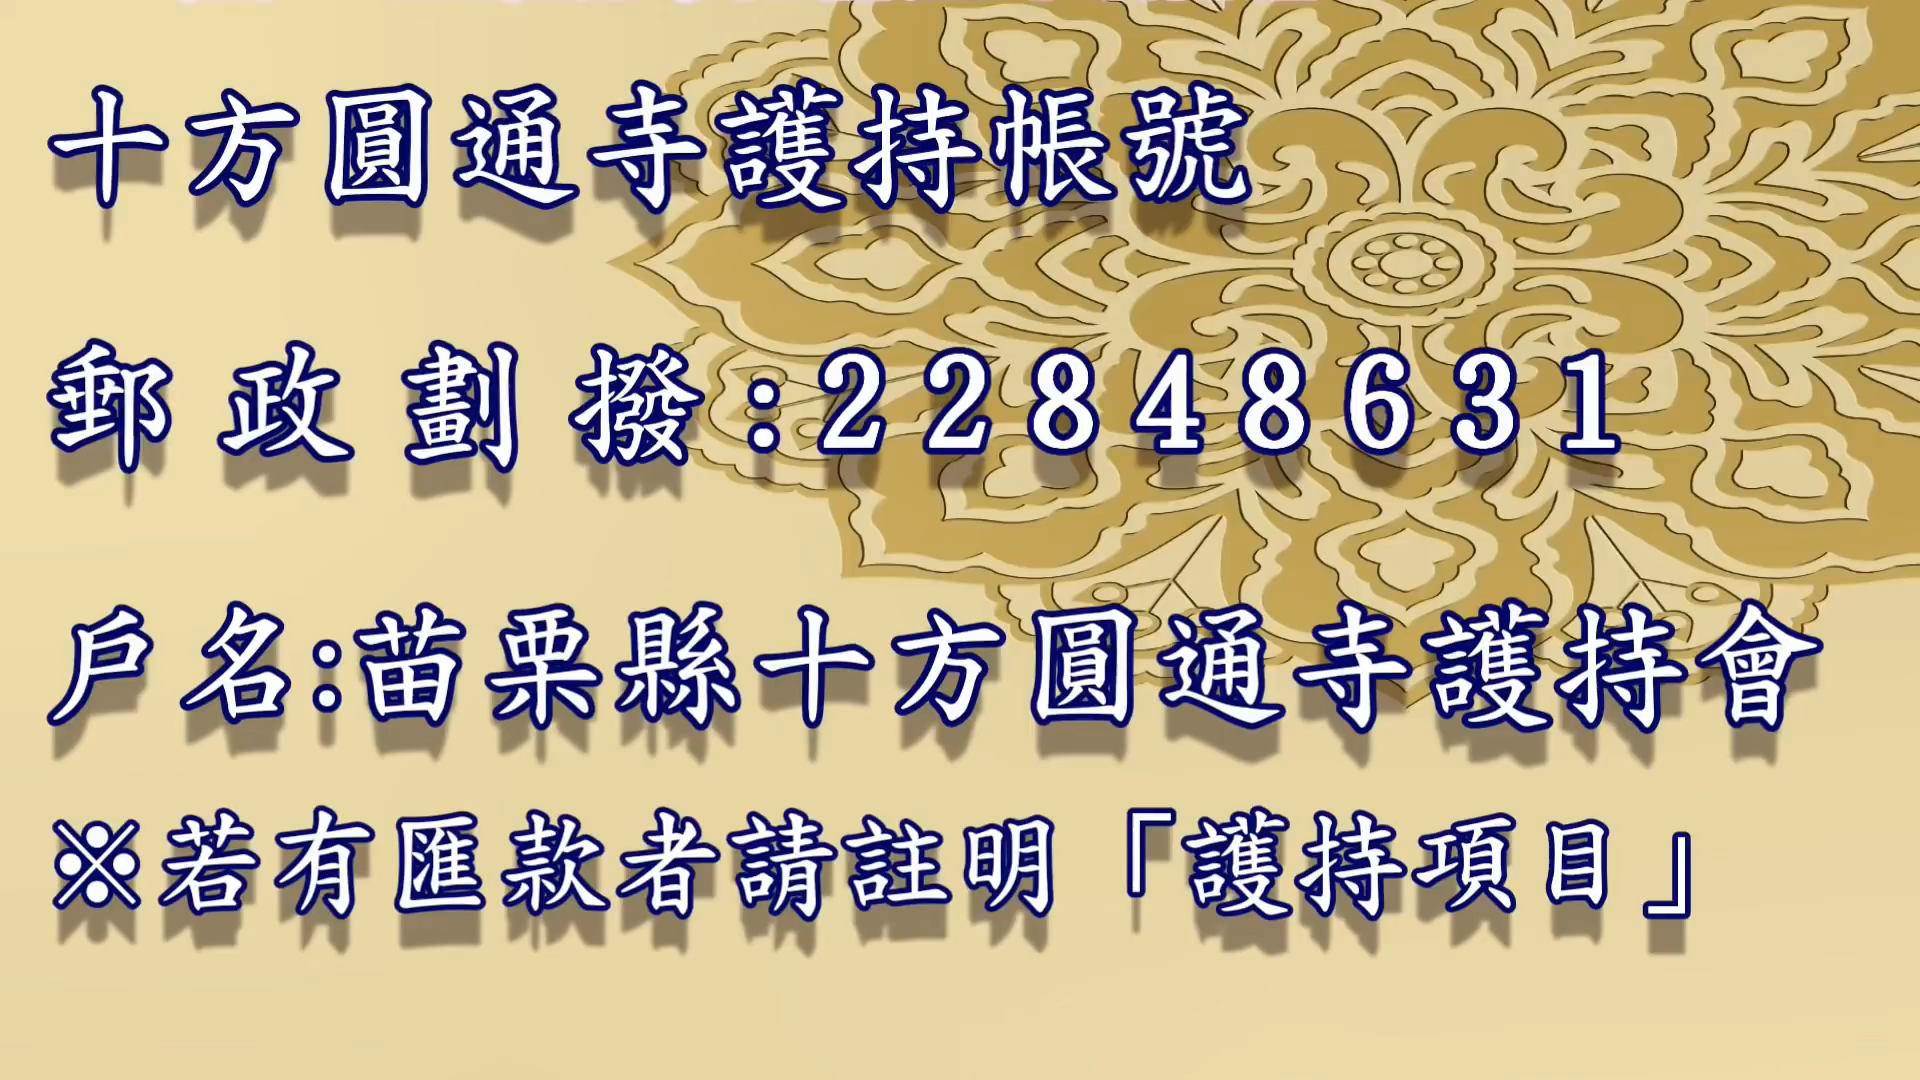 十方圓通寺護持帳號
郵政劃撥:22848631
戶名:苗栗縣十方圓通寺護持會
※若有匯款者請註明「護持項目」